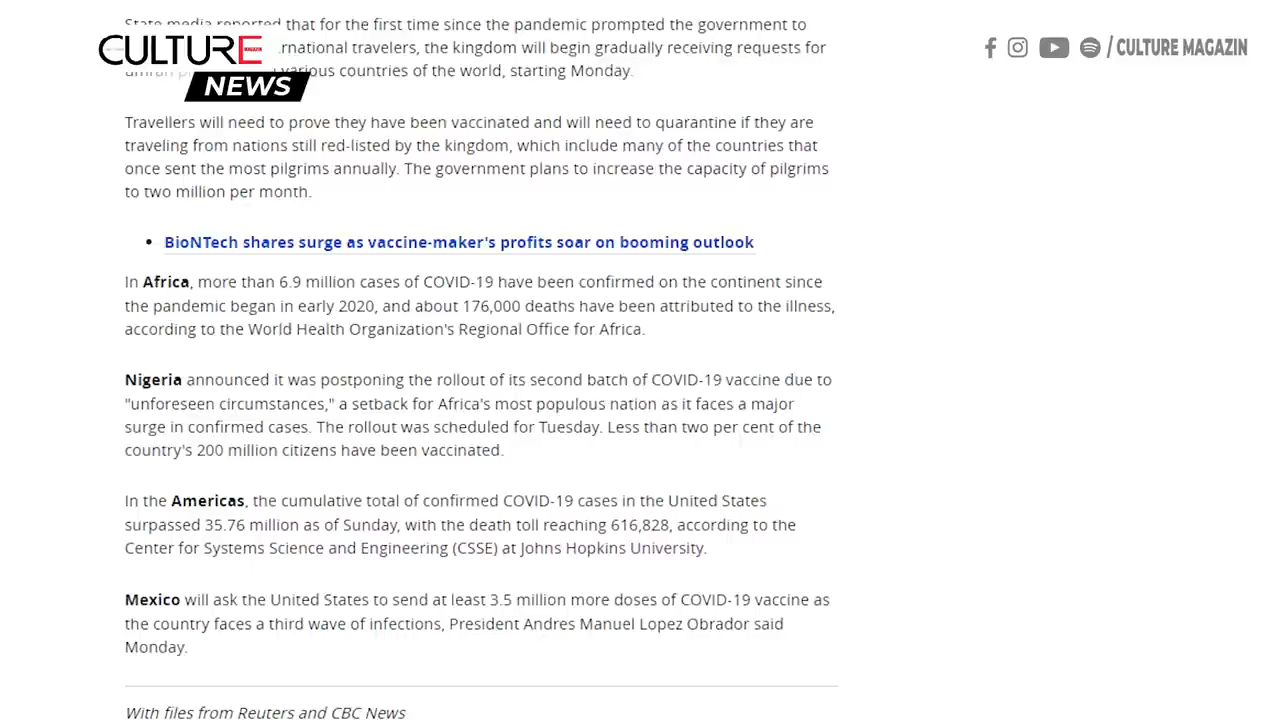 State media reported that for the first time since the pandemic prompted the government to
CULTURE
rnational travelers, the kingdom will begin gradually receiving requests for
various countries of the world, starting Monday.
NEWS
/ CULTURE MAGAZIN
Travellers will need to prove they have been vaccinated and will need to quarantine if they are
traveling from nations still red-listed by the kingdom, which include many of the countries that
once sent the most pilgrims annually. The government plans to increase the capacity of pilgrims
to two million per month.
• BioNTech shares surge as vaccine-maker's profits soar on booming outlook
In Africa, more than 6.9 million cases of COVID-19 have been confirmed on the continent since
the pandemic began in early 2020, and about 176,000 deaths have been attributed to the illness,
according to the World Health Organization's Regional Office for Africa.
Nigeria announced it was postponing the rollout of its second batch of COVID-19 vaccine due to
"unforeseen circumstances," a setback for Africa's most populous nation as it faces a major
surge in confirmed cases. The rollout was scheduled for Tuesday. Less than two per cent of the
country's 200 million citizens have been vaccinated.
In the Americas, the cumulative total of confirmed COVID-19 cases in the United States
surpassed 35.76 million as of Sunday, with the death toll reaching 616,828, according to the
Center for Systems Science and Engineering (CSSE) at Johns Hopkins University.
Mexico will ask the United States to send at least 3.5 million more doses of COVID-19 vaccine as
the country faces a third wave of infections, President Andres Manuel Lopez Obrador said
Monday.
With files from Reuters and CBC News